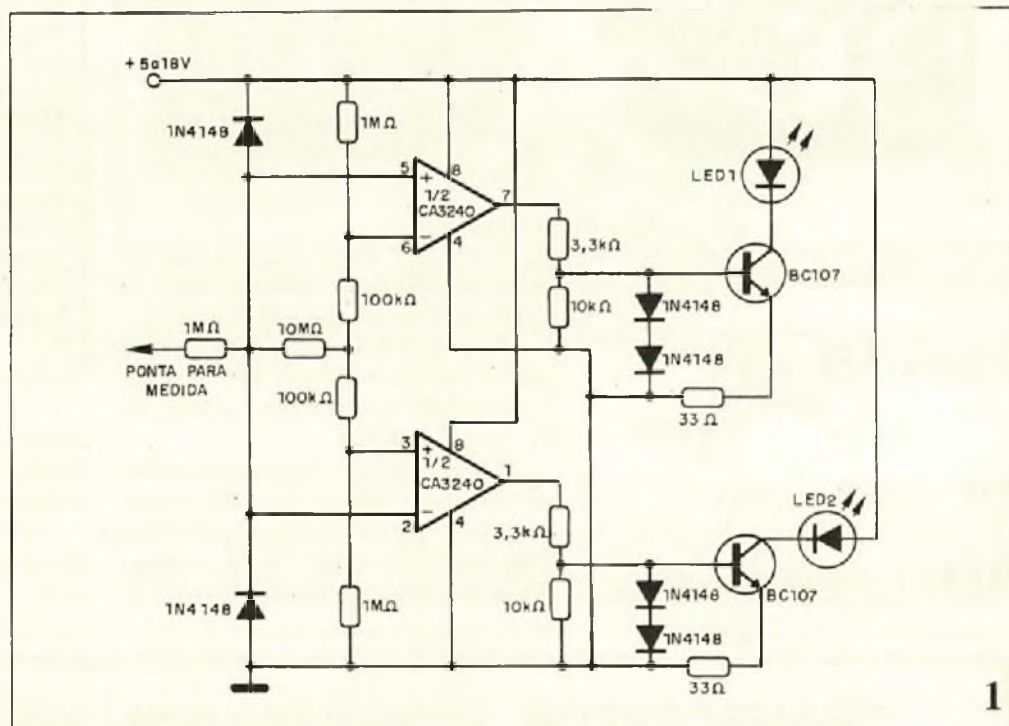 +5a18V
1N4148
1MΩ
5
+
8
1/2
CA3240
7
6
−
4
LED1
3,3kΩ
BC107
100kΩ
10kΩ
1N4148
1MΩ
10MΩ
PONTA PARA
MEDIDA
1N4148
100kΩ
33Ω
3
+
8
1/2
CA3240
1
2
−
4
LED2
3,3kΩ
1N4148
1MΩ
10kΩ
1N4148
BC107
1N4148
33Ω
1